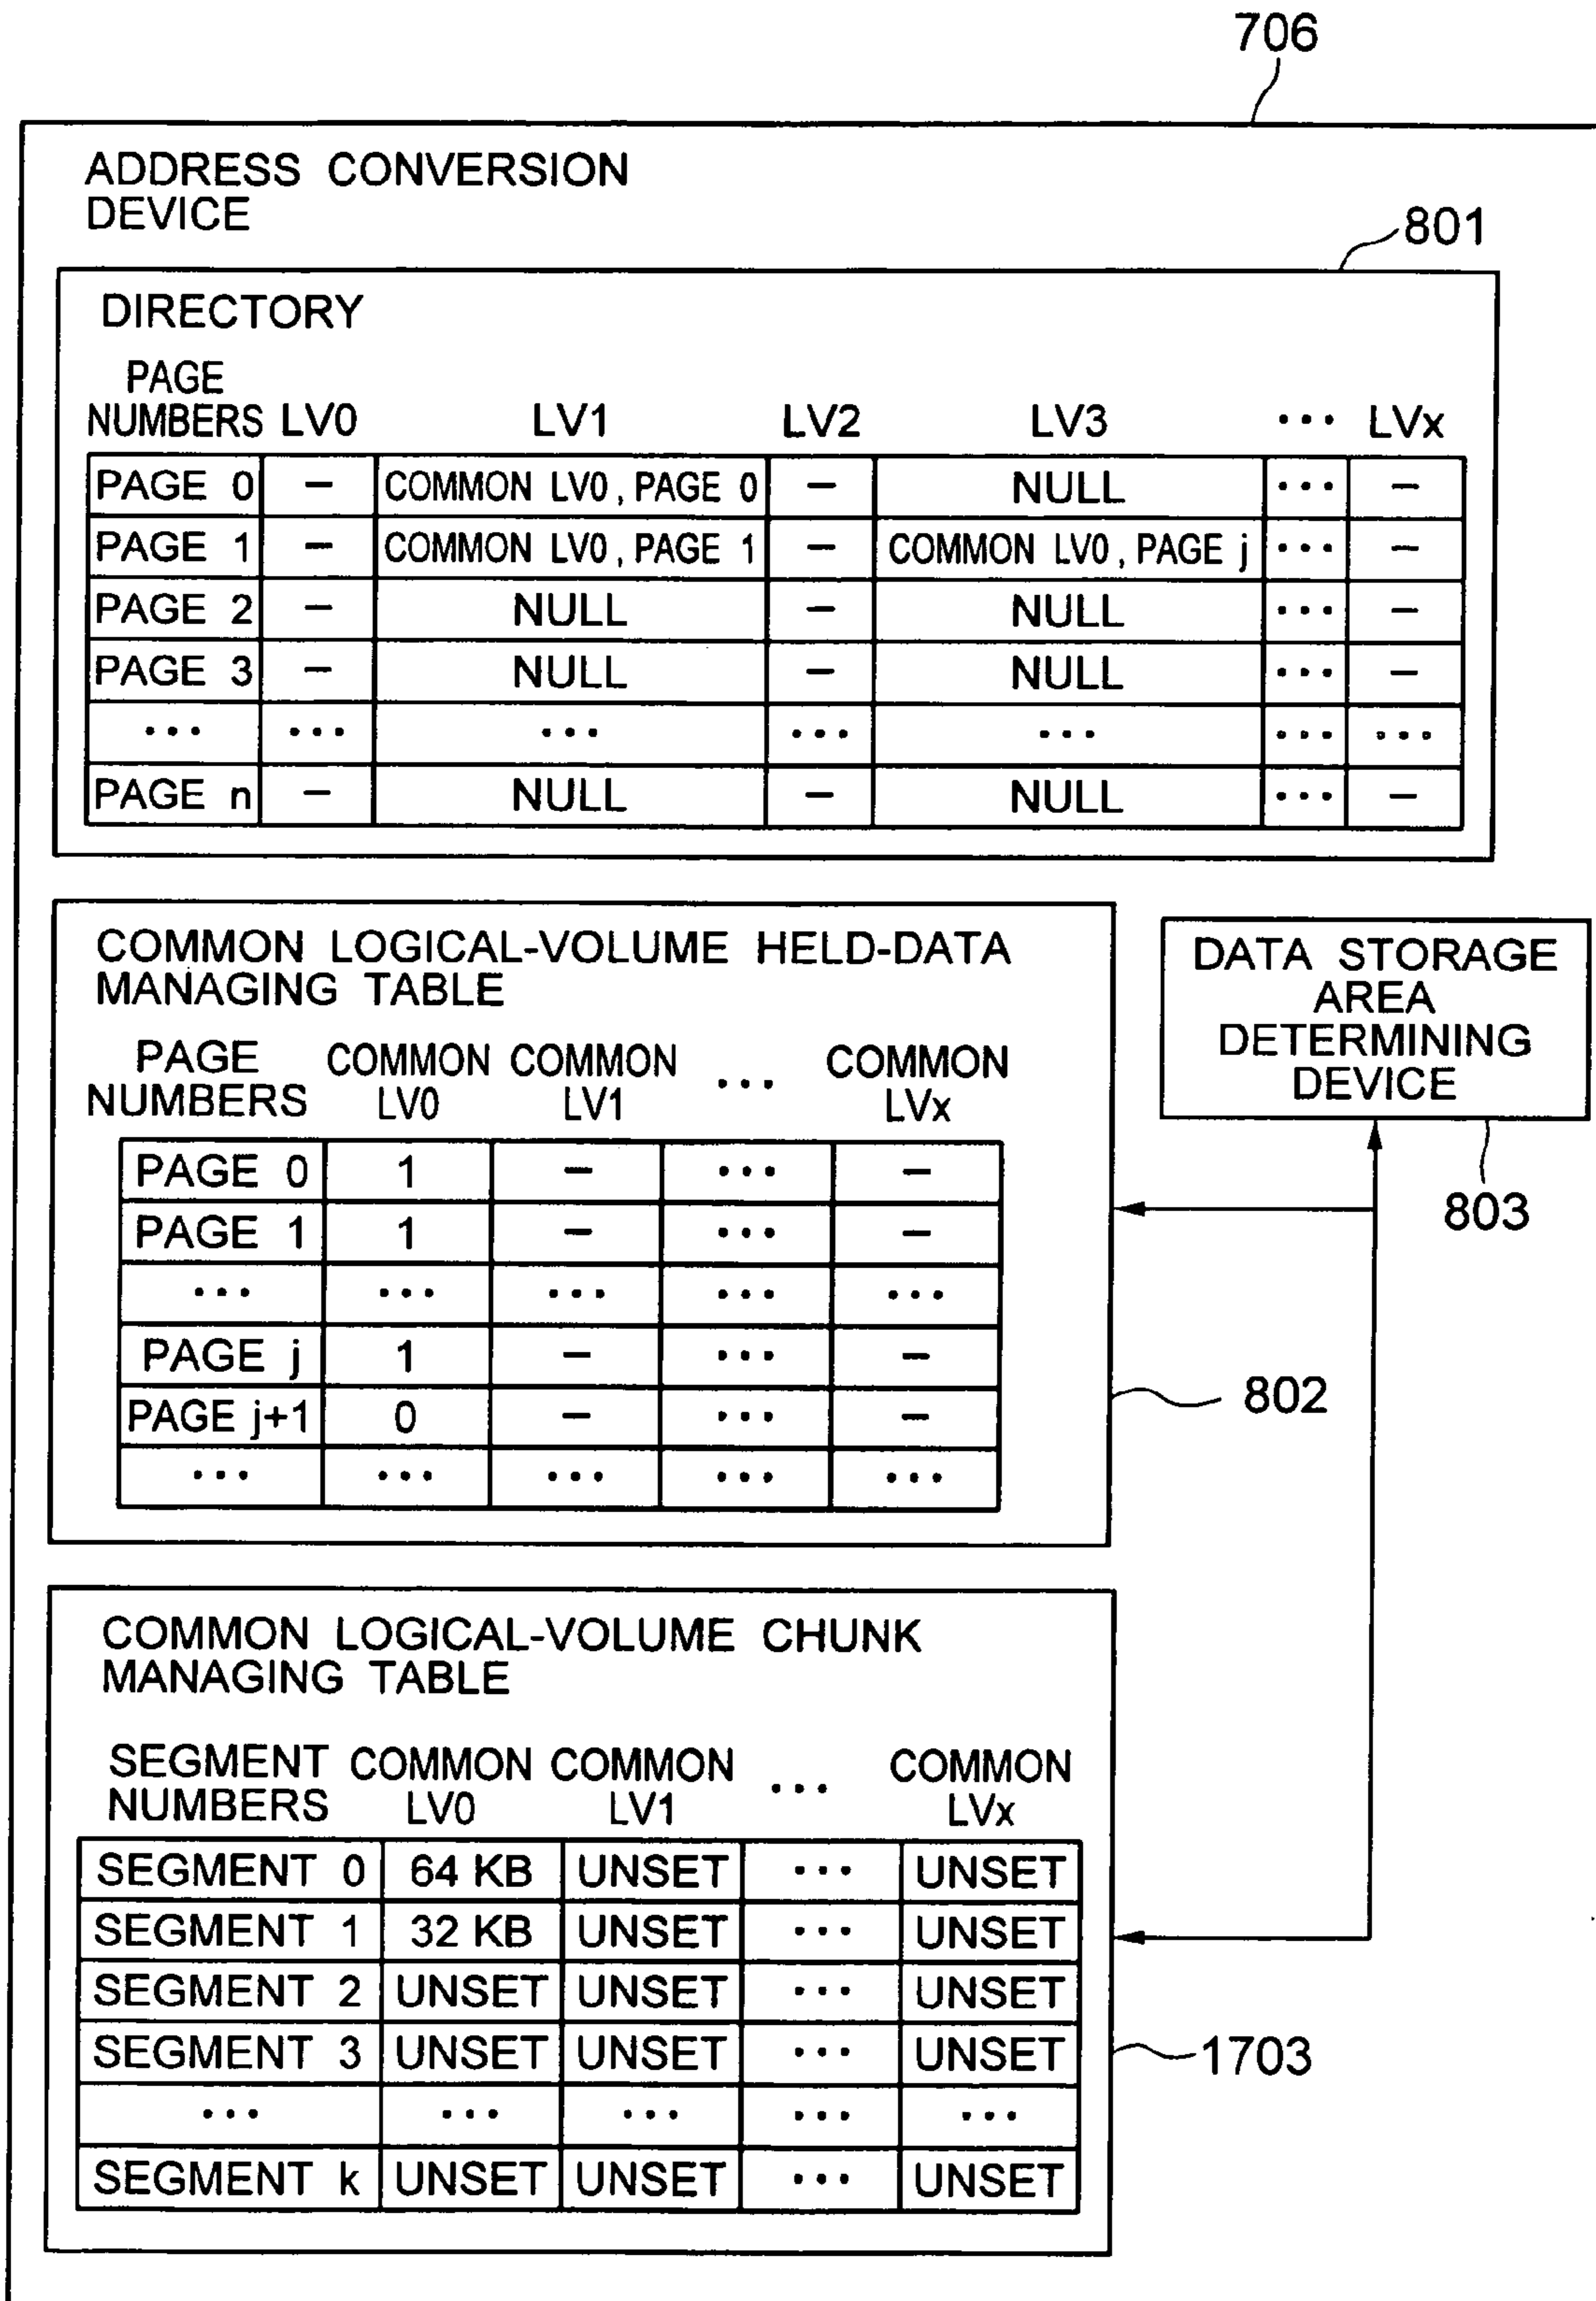 706
ADDRESS CONVERSION
DEVICE
801
DIRECTORY
PAGE
NUMBERS LV0 LV1 LV2 LV3 ... LVx
PAGE 0 – COMMON LV0, PAGE 0 – NULL ... –
PAGE 1 – COMMON LV0, PAGE 1 – COMMON LV0, PAGE j ... –
PAGE 2 – NULL – NULL ... –
PAGE 3 – NULL – NULL ... –
... ... ... ... ... ... ...
PAGE n – NULL – NULL ... –
COMMON LOGICAL-VOLUME HELD-DATA
MANAGING TABLE
PAGE COMMON COMMON ... COMMON
NUMBERS LV0 LV1 LVx
PAGE 0 1 – ... –
PAGE 1 1 – ... –
... ... ... ... ...
PAGE j 1 – ... –
PAGE j+1 0 – ... –
... ... ... ... ...
802
DATA STORAGE
AREA
DETERMINING
DEVICE
803
COMMON LOGICAL-VOLUME CHUNK
MANAGING TABLE
SEGMENT COMMON COMMON ... COMMON
NUMBERS LV0 LV1 LVx
SEGMENT 0 64 KB UNSET ... UNSET
SEGMENT 1 32 KB UNSET ... UNSET
SEGMENT 2 UNSET UNSET ... UNSET
SEGMENT 3 UNSET UNSET ... UNSET
... ... ... ... ...
SEGMENT k UNSET UNSET ... UNSET
1703